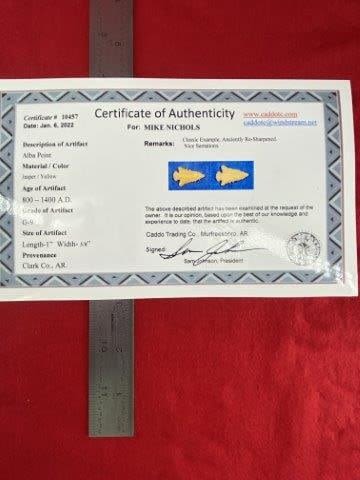 Certificate # 10457
Date: Jan. 6, 2022
Certificate of Authenticity
For: MIKE NICHOLS
www.caddotc.com
caddotc@windstream.net
Description of Artifact
Alba Point
Material / Color
Jasper / Yellow
Age of Artifact
800 – 1400 A.D.
Grade of Artifact
G-9
Size of Artifact
Length-1" Width- 5/8"
Provenance
Clark Co., AR.
Remarks: Classic Example, Anciently Re-Sharpened.
Nice Serrations
The above described artifact has been examined at the request of the
owner. It is our opinion, based upon the best of our knowledge and
experience to date, that the artifact is authentic.
Caddo Trading Co., Murfreesboro, AR.
Signed
Sam Johnson, President